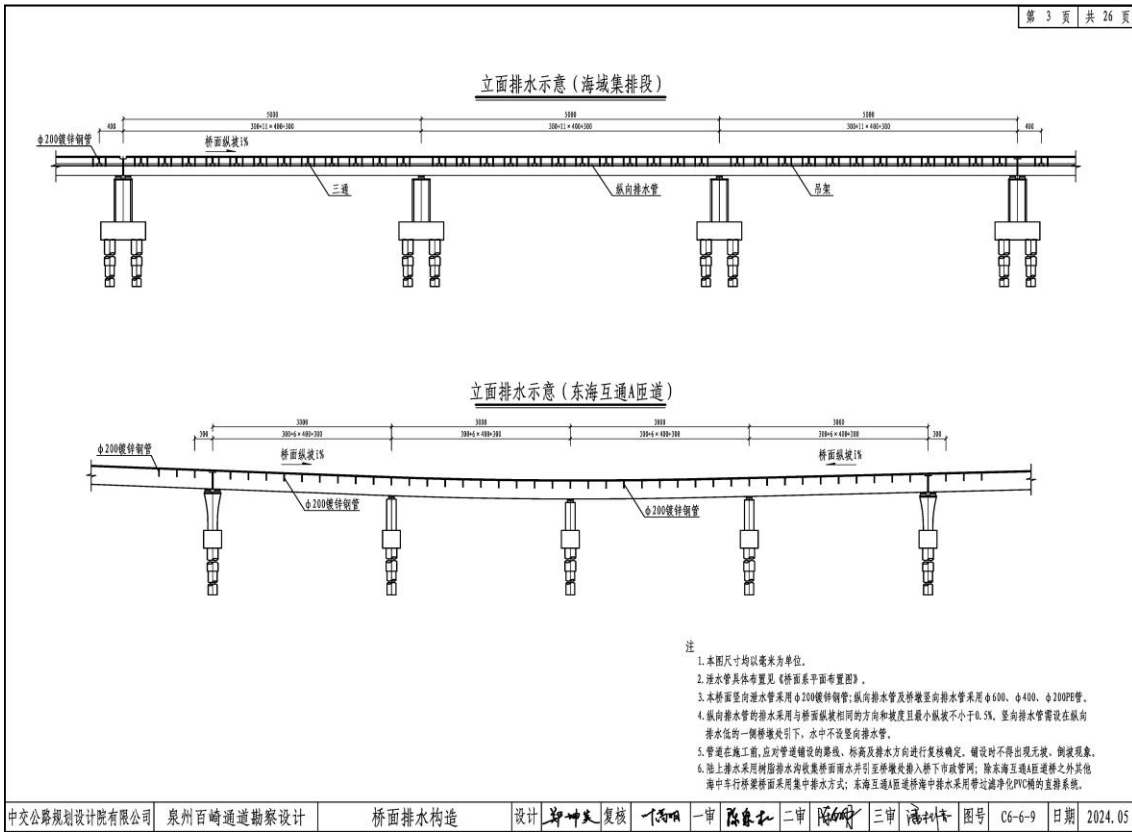 第 3 页 共 26 页
立面排水示意（海域集排段）
5000 5000 5000
400 300+11×400+300 300+11×400+300 300+11×400+300 400
φ200镀锌钢管
桥面纵坡i%
三通 纵向排水管 吊架
立面排水示意（东海互通A匝道）
3000 3000 3000 3000
300 300+6×400+300 300+6×400+300 300+6×400+300 300+6×400+300 300
φ200镀锌钢管
桥面纵坡i% 桥面纵坡i%
φ200镀锌钢管 φ200镀锌钢管
注
1.本图尺寸均以毫米为单位。
2.泄水管具体布置见《桥面系平面布置图》。
3.本桥面竖向泄水管采用φ200镀锌钢管；纵向排水管及桥墩竖向排水管采用φ600、φ400、φ200PE管。
4.纵向排水管的排水采用与桥面纵坡相同的方向和坡度且最小纵坡不小于0.5%，竖向排水管需设在纵向
排水低的一侧桥墩处引下，水中不设竖向排水管。
5.管道在施工前，应对管道铺设的路线、标高及排水方向进行复核确定。铺设时不得出现无坡、倒坡现象。
6.陆上排水采用树脂排水沟收集桥面雨水并引至桥墩处排入桥下市政管网；除东海互通A匝道桥之外其他
海中车行桥梁桥面采用集中排水方式；东海互通A匝道桥海中排水采用带过滤净化PVC桶的直排系统。
中交公路规划设计院有限公司 泉州百崎通道勘察设计 桥面排水构造 设计 复核 一审 二审 三审 图号 C6-6-9 日期 2024.05